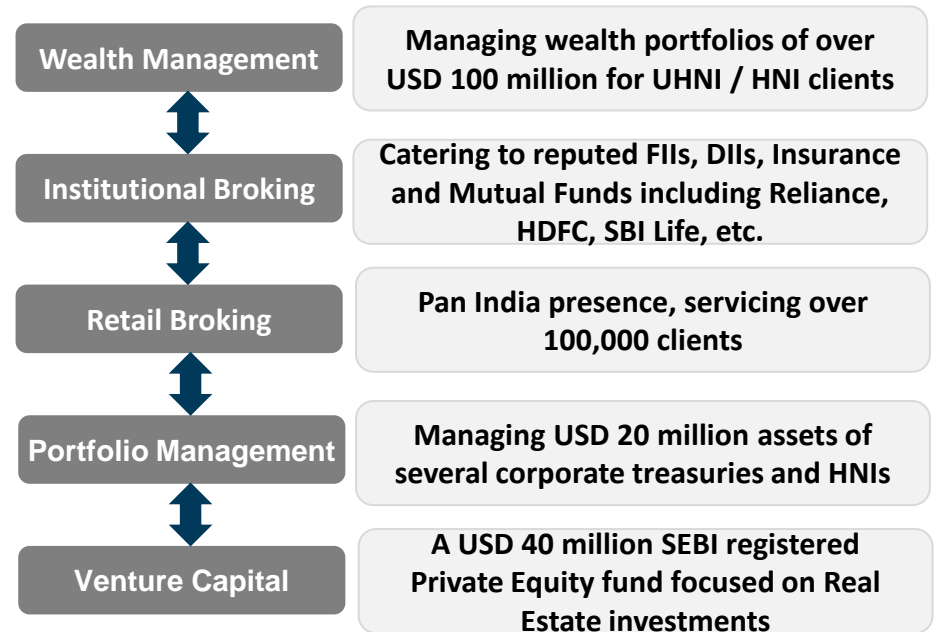 Wealth Management
Managing wealth portfolios of over
USD 100 million for UHNI / HNI clients
Institutional Broking
Catering to reputed FIIs, DIIs, Insurance
and Mutual Funds including Reliance,
HDFC, SBI Life, etc.
Retail Broking
Pan India presence, servicing over
100,000 clients
Portfolio Management
Managing USD 20 million assets of
several corporate treasuries and HNIs
Venture Capital
A USD 40 million SEBI registered
Private Equity fund focused on Real
Estate investments